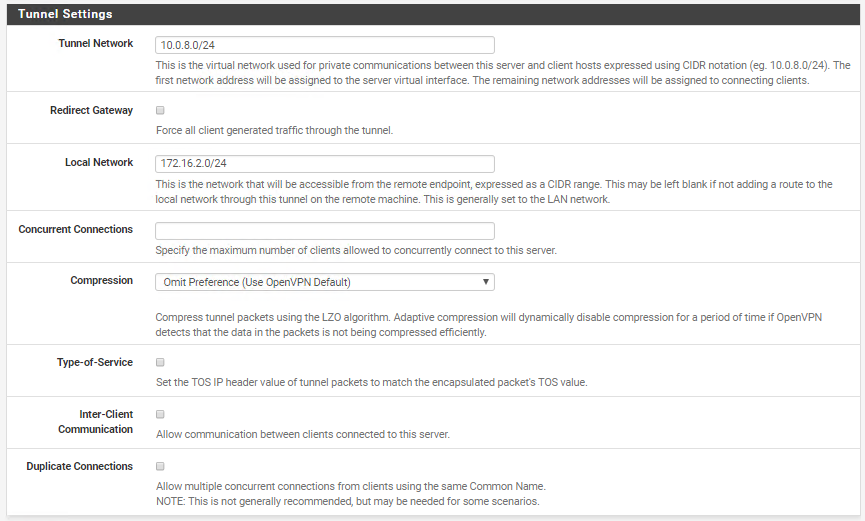 Tunnel Settings
Tunnel Network
10.0.8.0/24
This is the virtual network used for private communications between this server and client hosts expressed using CIDR notation (eg. 10.0.8.0/24). The
first network address will be assigned to the server virtual interface. The remaining network addresses will be assigned to connecting clients.
Redirect Gateway
Force all client generated traffic through the tunnel.
Local Network
172.16.2.0/24
This is the network that will be accessible from the remote endpoint, expressed as a CIDR range. This may be left blank if not adding a route to the
local network through this tunnel on the remote machine. This is generally set to the LAN network.
Concurrent Connections
Specify the maximum number of clients allowed to concurrently connect to this server.
Compression
Omit Preference (Use OpenVPN Default)
Compress tunnel packets using the LZO algorithm. Adaptive compression will dynamically disable compression for a period of time if OpenVPN
detects that the data in the packets is not being compressed efficiently.
Type-of-Service
Set the TOS IP header value of tunnel packets to match the encapsulated packet's TOS value.
Inter-Client
Communication
Allow communication between clients connected to this server.
Duplicate Connections
Allow multiple concurrent connections from clients using the same Common Name.
NOTE: This is not generally recommended, but may be needed for some scenarios.